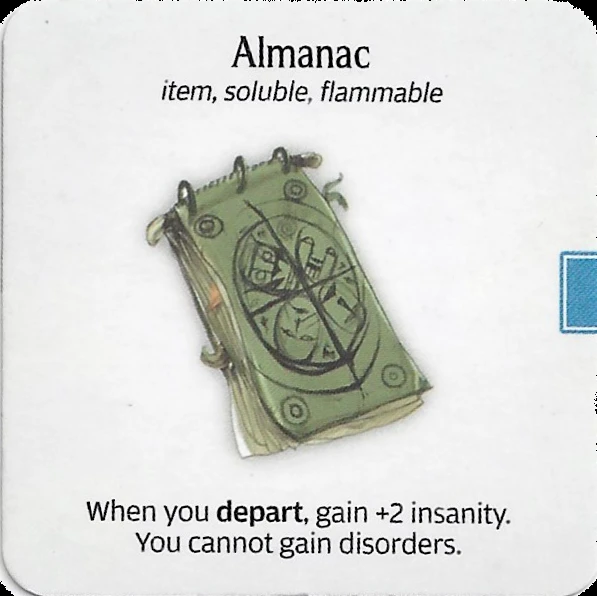 Almanac
item, soluble, flammable
When you depart, gain +2 insanity.
You cannot gain disorders.